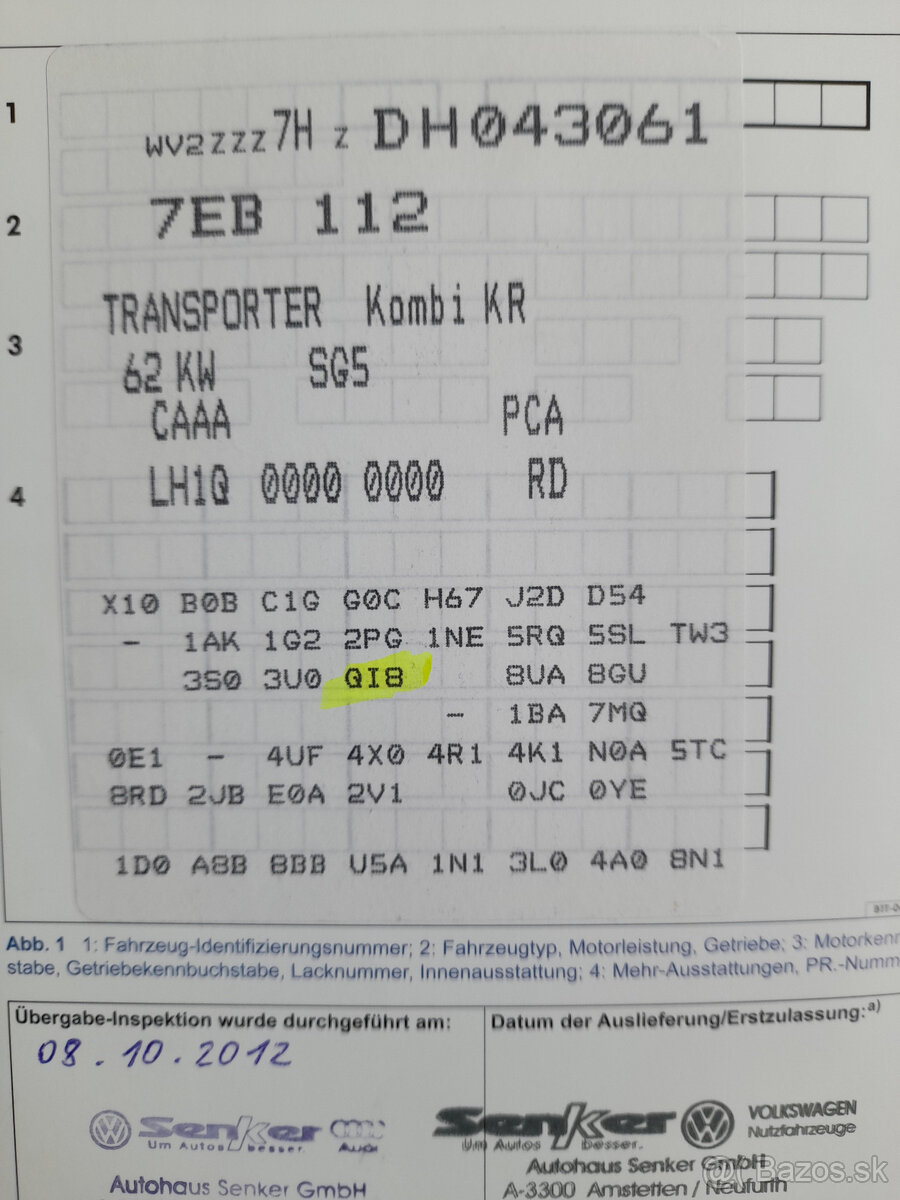 1
WV2ZZZ7H Z DH043061
2
7EB 112
TRANSPORTER Kombi KR
3
62 KW SG5
CAAA PCA
4
LH1Q 0000 0000 RD
X10 B0B C1G G0C H67 J2D D54
- 1AK 1G2 2PG 1NE 5RQ 5SL TW3
3S0 3U0 QI8 8UA 8GU
- 1BA 7MQ
0E1 - 4UF 4X0 4R1 4K1 N0A 5TC
8RD 2JB E0A 2V1 0JC 0YE
1D0 A8B 8BB U5A 1N1 3L0 4A0 8N1
Abb. 1 1: Fahrzeug-Identifizierungsnummer; 2: Fahrzeugtyp, Motorleistung, Getriebe; 3: Motorkenn
stabe, Getriebekennbuchstabe, Lacknummer, Innenausstattung; 4: Mehr-Ausstattungen, PR.-Numm
Übergabe-Inspektion wurde durchgeführt am:
08.10.2012
Datum der Auslieferung/Erstzulassung:a)
Senker
Um Autos besser.
Audi
Autohaus Senker GmbH
Senker
Um Autos besser.
VOLKSWAGEN
Nutzfahrzeuge
Autohaus Senker GmbH
A-3300 Amstetten / Neufurth
Bazos.sk